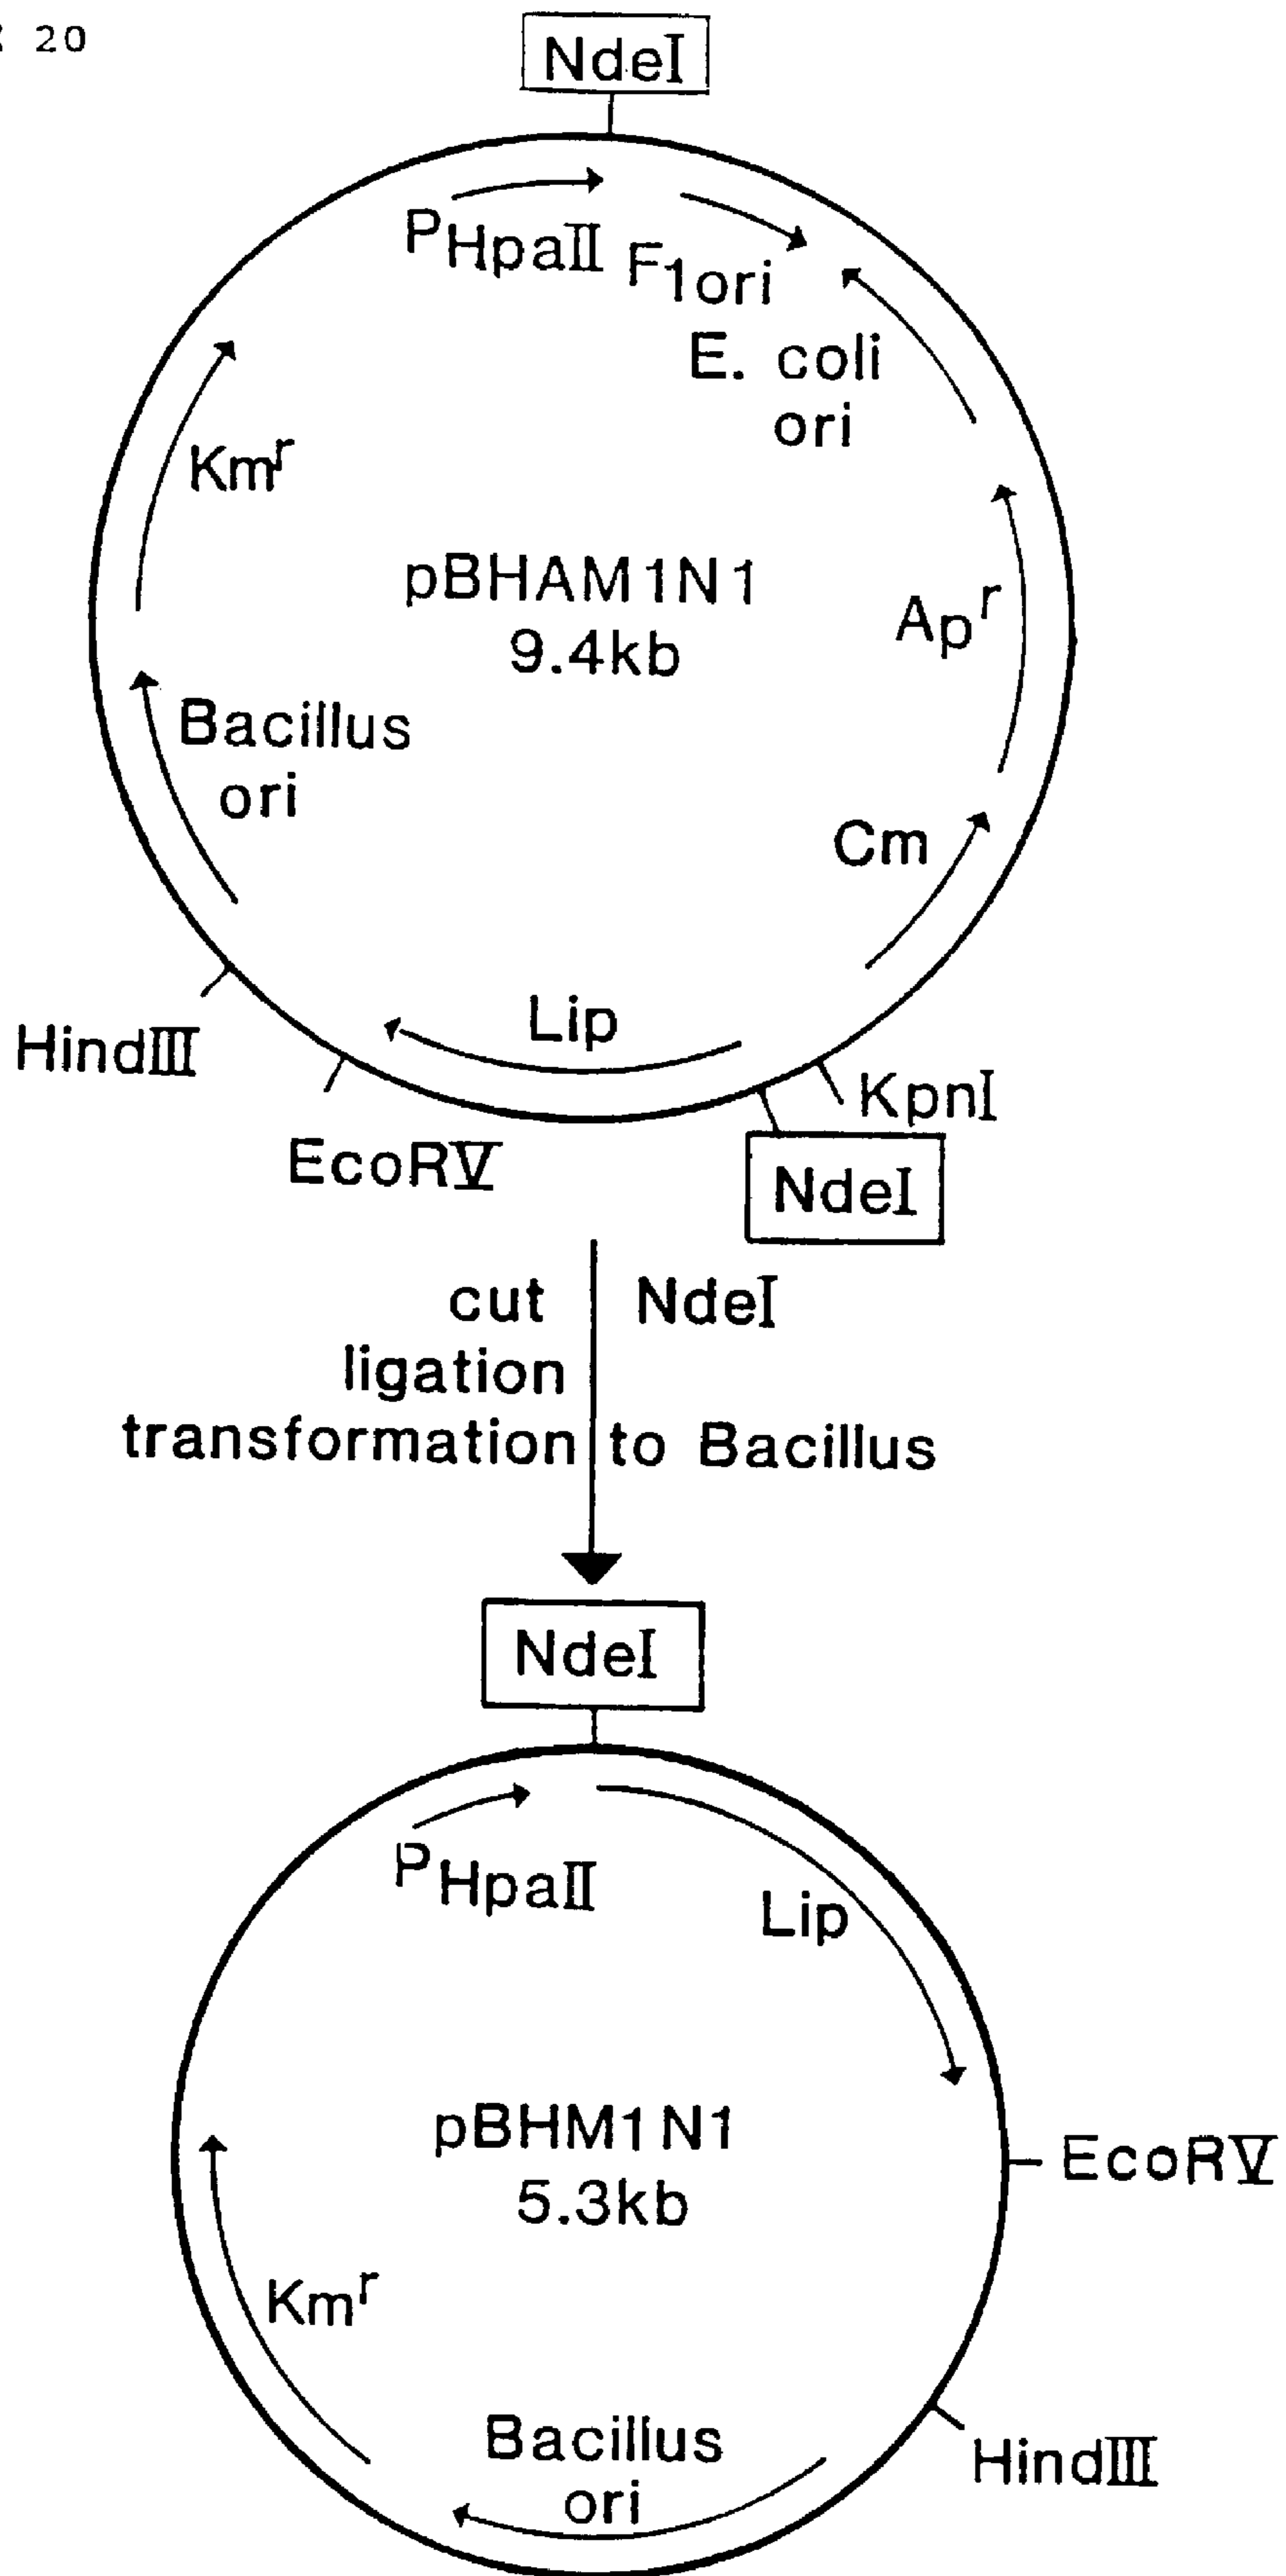 20
NdeI
PHpaII F1ori
E. coli
ori
Kmr
pBHAM1N1
9.4kb
Apr
Bacillus
ori
Cm
Lip
HindIII
KpnI
EcoRV
NdeI
cut NdeI
ligation
transformation to Bacillus
NdeI
PHpaII
Lip
pBHM1N1
5.3kb
EcoRV
Kmr
HindIII
Bacillus
ori